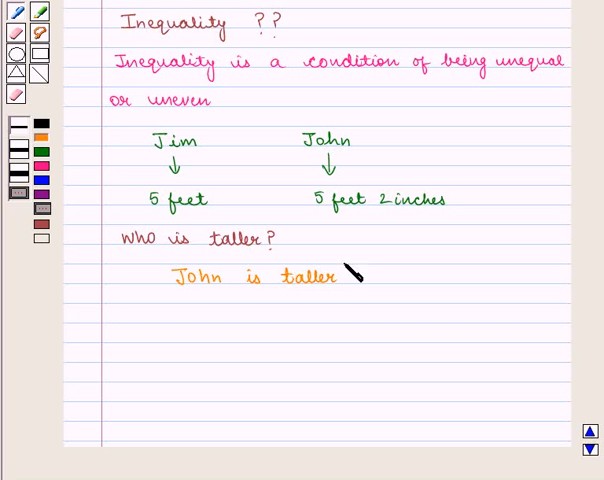 Inequality ??
Inequality is a condition of being unequal
or uneven
Jim John
5 feet 5 feet 2 inches
Who is taller?
John is taller